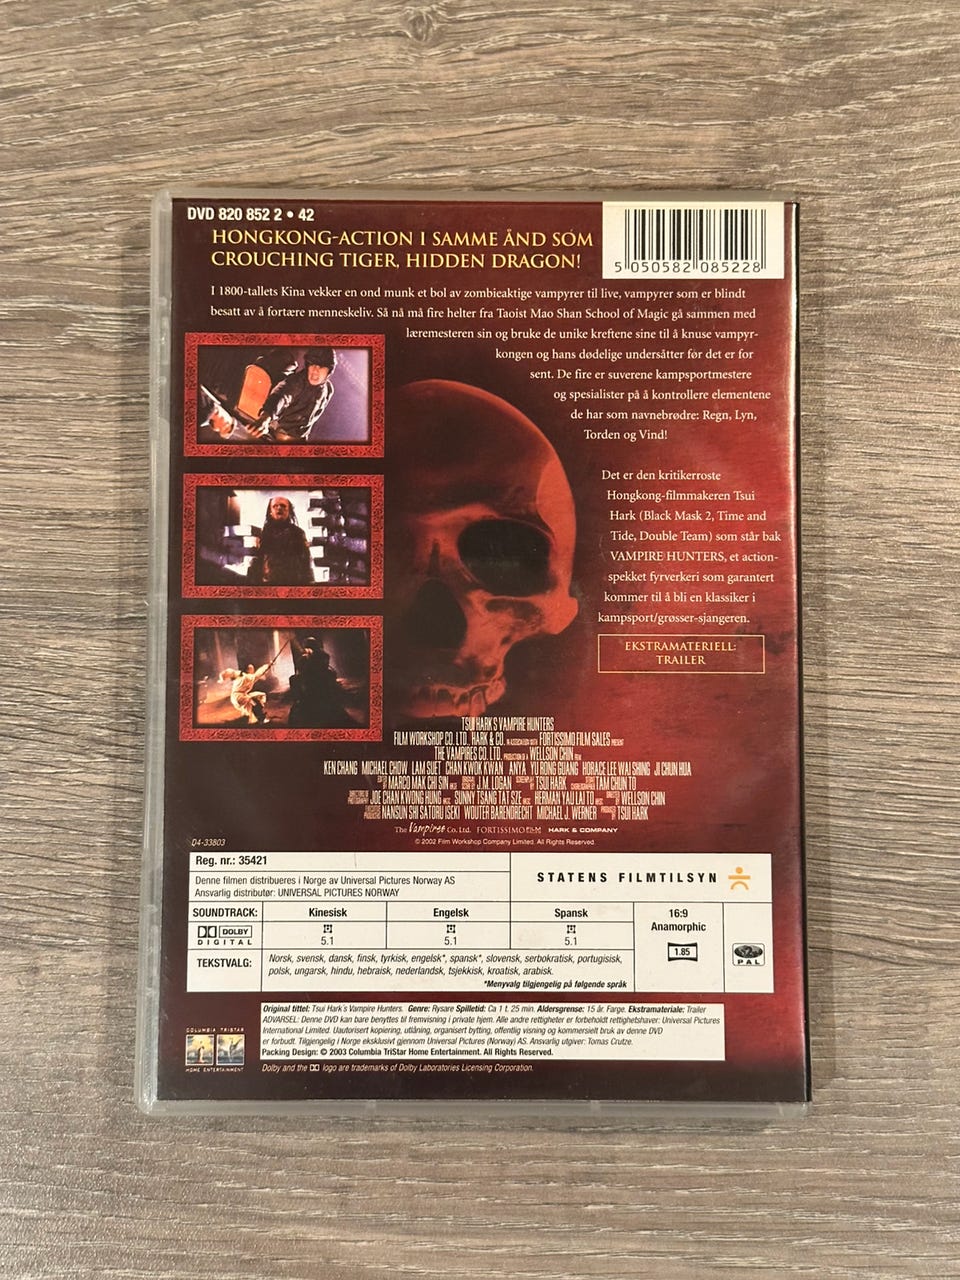 DVD 820 852 2 • 42
5 050582 085228
HONGKONG-ACTION I SAMME ÅND SOM
CROUCHING TIGER, HIDDEN DRAGON!
I 1800-tallets Kina vekker en ond munk et bol av zombieaktige vampyrer til live, vampyrer som er blindt
besatt av å fortære menneskeliv. Så nå må fire helter fra Taoist Mao Shan School of Magic gå sammen med
læremesteren sin og bruke de unike kreftene sine til å knuse vampyr-
kongen og hans dødelige undersåtter før det er for
sent. De fire er suverene kampsportmestere
og spesialister på å kontrollere elementene
de har som navnebrødre: Regn, Lyn,
Torden og Vind!
Det er den kritikerroste
Hongkong-filmmakeren Tsui
Hark (Black Mask 2, Time and
Tide, Double Team) som står bak
VAMPIRE HUNTERS, et action-
spekket fyrverkeri som garantert
kommer til å bli en klassiker i
kampsport/grøsser-sjangeren.
EKSTRAMATERIELL:
TRAILER
TSUI HARK'S VAMPIRE HUNTERS
FILM WORKSHOP CO. LTD. HARK & CO. IN ASSOCIATION WITH FORTISSIMO FILM SALES PRESENT
THE VAMPIRES CO. LTD. PRODUCTION OF A WELLSON CHIN FILM
KEN CHANG MICHAEL CHOW LAM SUET CHAN KWOK KWAN ANYA YU RONG GUANG HORACE LEE WAI SHING JI CHUN HUA
MARCO MAK CHI SIN J.M. LOGAN TSUI HARK TAM CHUN TO
JOE CHAN KWONG HUNG SUNNY TSANG TAT SZE HERMAN YAU LAI TO WELLSON CHIN
NANSUN SHI SATORU ISEKI WOUTER BARENDRECHT MICHAEL J. WERNER TSUI HARK
The Vampires Co. Ltd. FORTISSIMO FILM HARK & COMPANY
D4-33803
© 2002 Film Workshop Company Limited. All Rights Reserved.
Reg. nr.: 35421
Denne filmen distribueres i Norge av Universal Pictures Norway AS
Ansvarlig distributør: UNIVERSAL PICTURES NORWAY
STATENS FILMTILSYN
SOUNDTRACK: Kinesisk Engelsk Spansk
DOLBY
DIGITAL
5.1 5.1 5.1
16:9
Anamorphic
1.85
PAL
TEKSTVALG:
Norsk, svensk, dansk, finsk, tyrkisk, engelsk*, spansk*, slovensk, serbokratisk, portugisisk,
polsk, ungarsk, hindu, hebraisk, nederlandsk, tsjekkisk, kroatisk, arabisk.
*Menyvalg tilgjengelig på følgende språk
COLUMBIA TRISTAR
HOME ENTERTAINMENT
Original tittel: Tsui Hark's Vampire Hunters. Genre: Rysare Spilletid: Ca 1 t. 25 min. Aldersgrense: 15 år. Farge. Ekstramateriale: Trailer
ADVARSEL: Denne DVD kan bare benyttes til fremvisning i private hjem. Alle andre rettigheter er forbeholdt rettighetshaver: Universal Pictures
International Limited. Uautorisert kopiering, utlåning, organisert bytting, offentlig visning og kommersielt bruk av denne DVD
er forbudt. Tilgjengelig i Norge eksklusivt gjennom Universal Pictures (Norway) AS. Ansvarlig utgiver: Tomas Crutze.
Packing Design: © 2003 Columbia TriStar Home Entertainment. All Rights Reserved.
Dolby and the DD logo are trademarks of Dolby Laboratories Licensing Corporation.